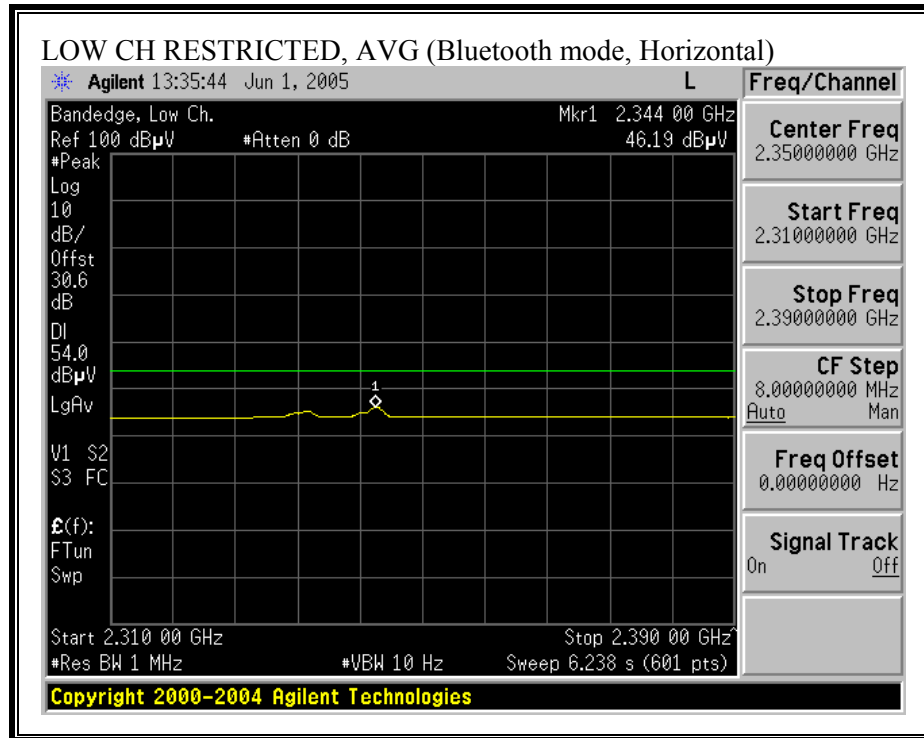 LOW CH RESTRICTED, AVG (Bluetooth mode, Horizontal)
Agilent 13:35:44 Jun 1, 2005 L
Freq/Channel
Bandedge, Low Ch. Mkr1 2.344 00 GHz
Ref 100 dBµV #Atten 0 dB 46.19 dBµV
#Peak
Log
10
dB/
Offst
30.6
dB
DI
54.0
dBµV
LgAv
V1 S2
S3 FC
£(f):
FTun
Swp
1
Start 2.310 00 GHz Stop 2.390 00 GHz^
#Res BW 1 MHz #VBW 10 Hz Sweep 6.238 s (601 pts)
Center Freq
2.35000000 GHz
Start Freq
2.31000000 GHz
Stop Freq
2.39000000 GHz
CF Step
8.00000000 MHz
Auto Man
Freq Offset
0.00000000 Hz
Signal Track
On Off
Copyright 2000-2004 Agilent Technologies